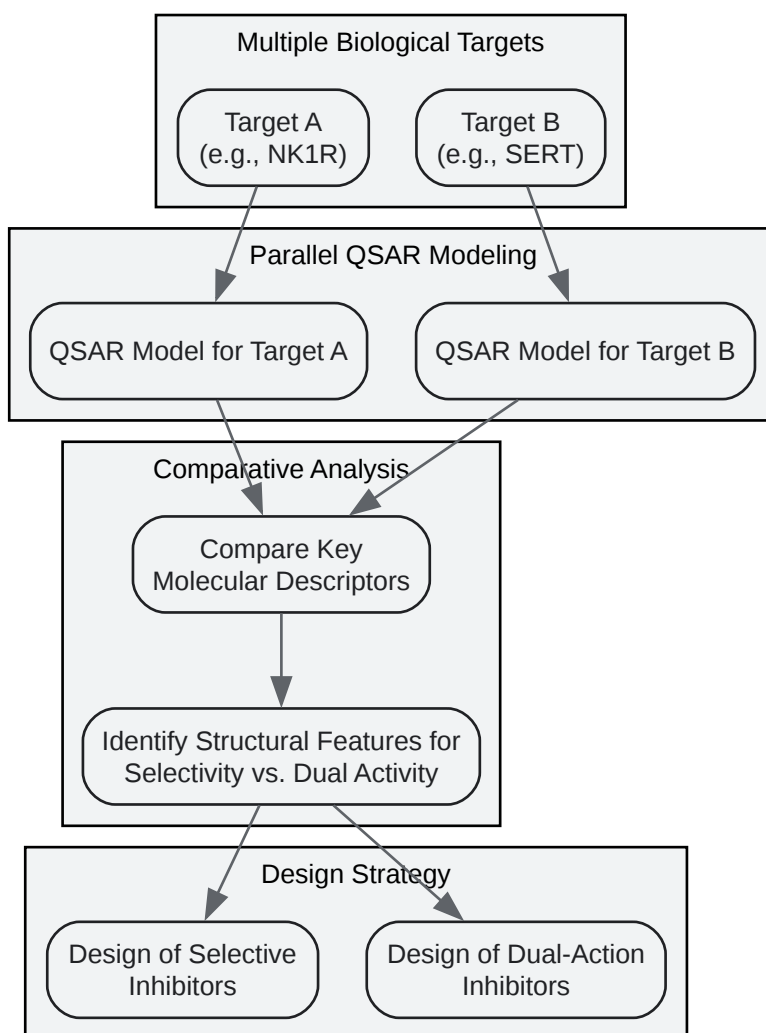 Multiple Biological Targets
Target A
(e.g., NK1R)
Target B
(e.g., SERT)
Parallel QSAR Modeling
QSAR Model for Target A
QSAR Model for Target B
Comparative Analysis
Compare Key
Molecular Descriptors
Identify Structural Features for
Selectivity vs. Dual Activity
Design Strategy
Design of Selective
Inhibitors
Design of Dual-Action
Inhibitors